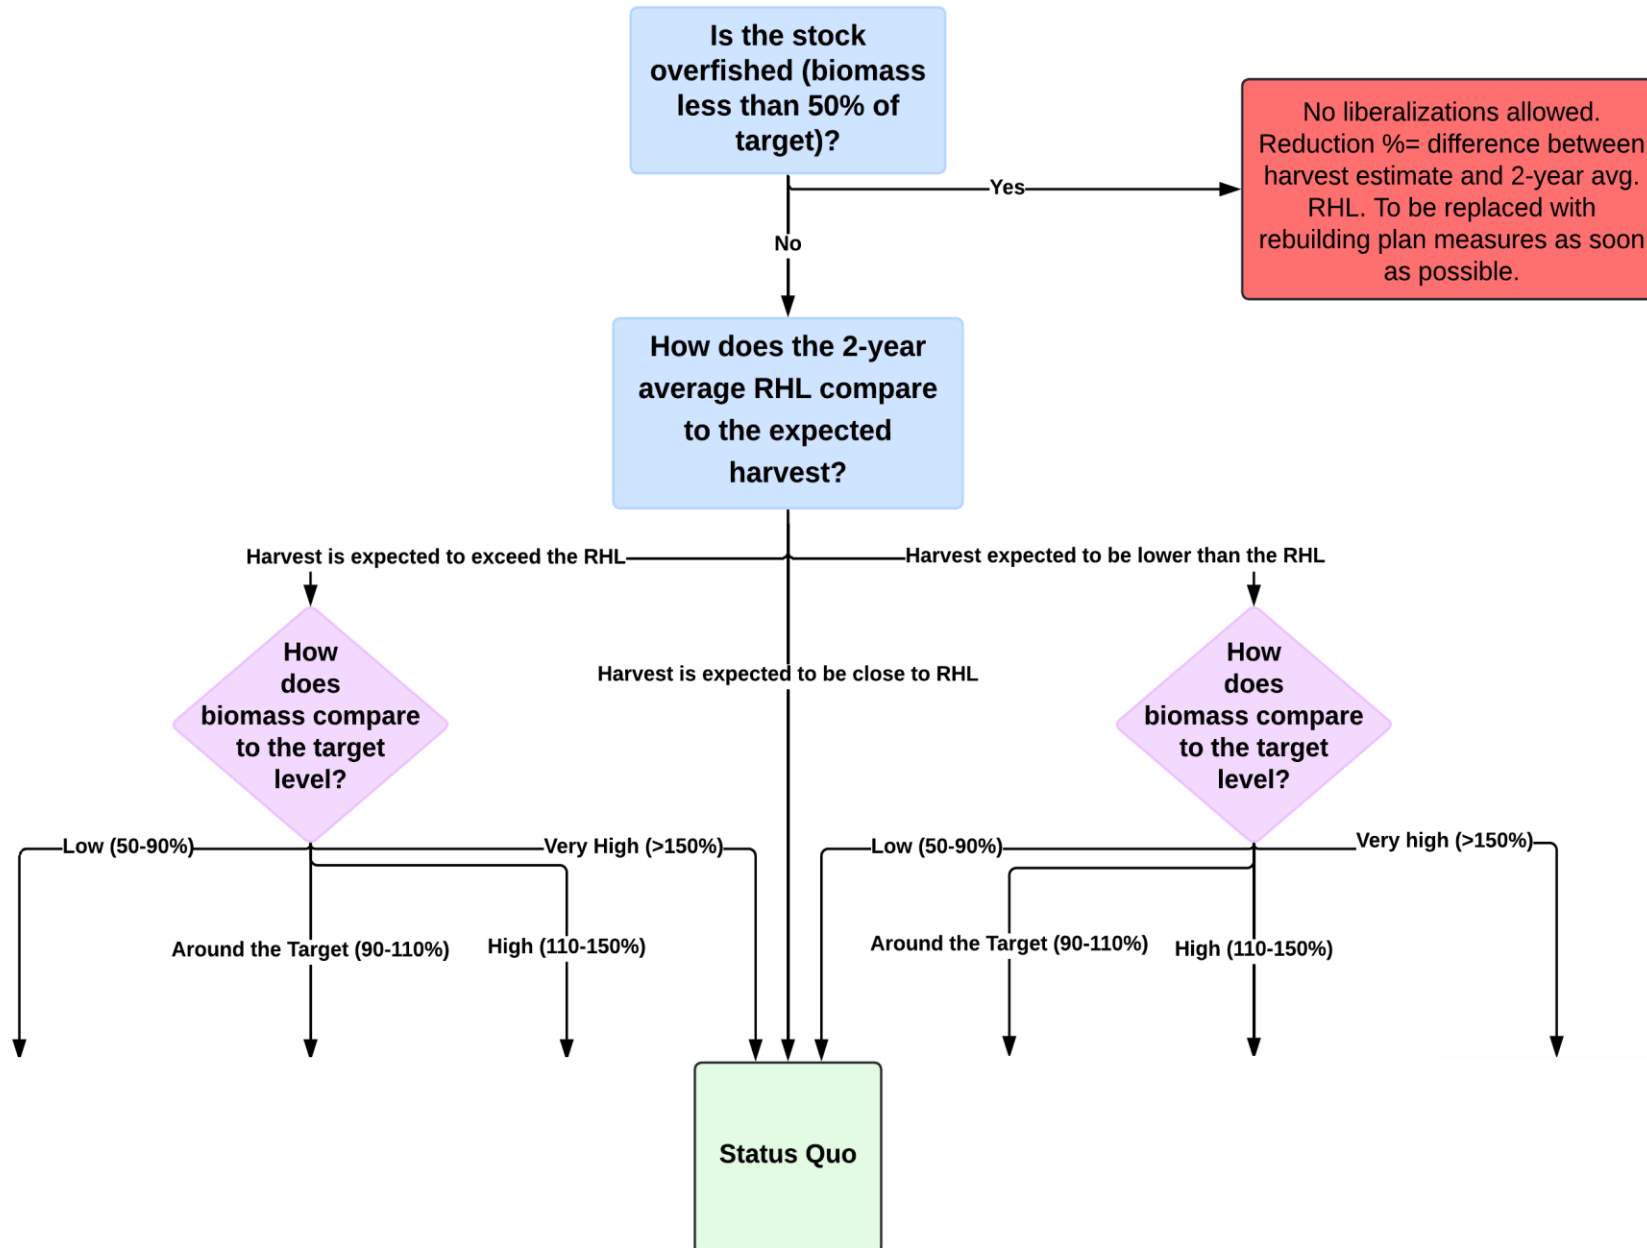 Is the stock
overfished (biomass
less than 50% of
target)?
No liberalizations allowed.
Reduction %= difference between
harvest estimate and 2-year avg.
RHL. To be replaced with
rebuilding plan measures as soon
as possible.
Yes
No
How does the 2-year
average RHL compare
to the expected
harvest?
Harvest is expected to exceed the RHL
Harvest expected to be lower than the RHL
Harvest is expected to be close to RHL
How
does
biomass compare
to the target
level?
How
does
biomass compare
to the target
level?
Low (50-90%)
Very High (>150%)
Low (50-90%)
Very high (>150%)
Around the Target (90-110%)
High (110-150%)
Around the Target (90-110%)
High (110-150%)
Status Quo